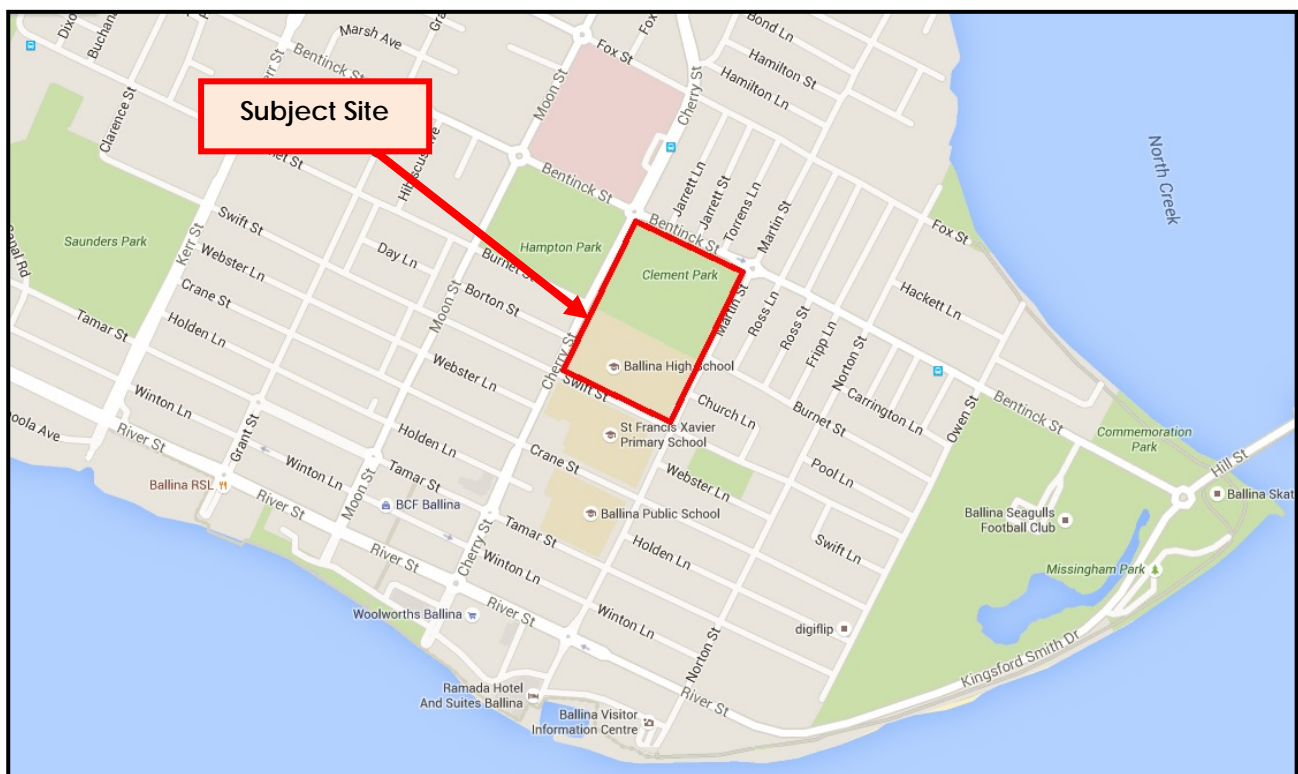 Marsh Ave
Bond Ln
Fox St
Hamilton St
Hamilton Ln
Bentinck St
Moon St
Cherry St
Clarence St
Subject Site
Jarrett Ln
Jarrett St
Torrens Ln
Martin St
Bentinck St
Bentinck St
North Creek
Fox St
Saunders Park
Kerr St
Swift St
Hampton Park
Clement Park
Burnet St
Day Ln
Webster Ln
Crane St
Borton St
Moon St
Martin St
Ross Ln
Ross St
Fripp Ln
Norton St
Hackett Ln
Tamar St
Holden Ln
Cherry St
Webster Ln
Ballina High School
Swift St
Church Ln
Burnet St
Carrington Ln
Owen St
Bentinck St
Winton Ln
St Francis Xavier
Primary School
Commemoration
Park
Hill St
River St
Grant St
Holden Ln
Crane St
Webster Ln
Pool Ln
Winton Ln
Ballina RSL
Tamar St
Moon St
BCF Ballina
Ballina Public School
Ballina Seagulls
Football Club
Ballina Skat
River St
Tamar St
Holden Ln
Swift Ln
Missingham Park
River St
Cherry St
Winton Ln
Woolworths Ballina
River St
Winton Ln
digiflip
Norton St
Kingsford Smith Dr
Ramada Hotel
And Suites Ballina
River St
Ballina Visitor
Information Centre